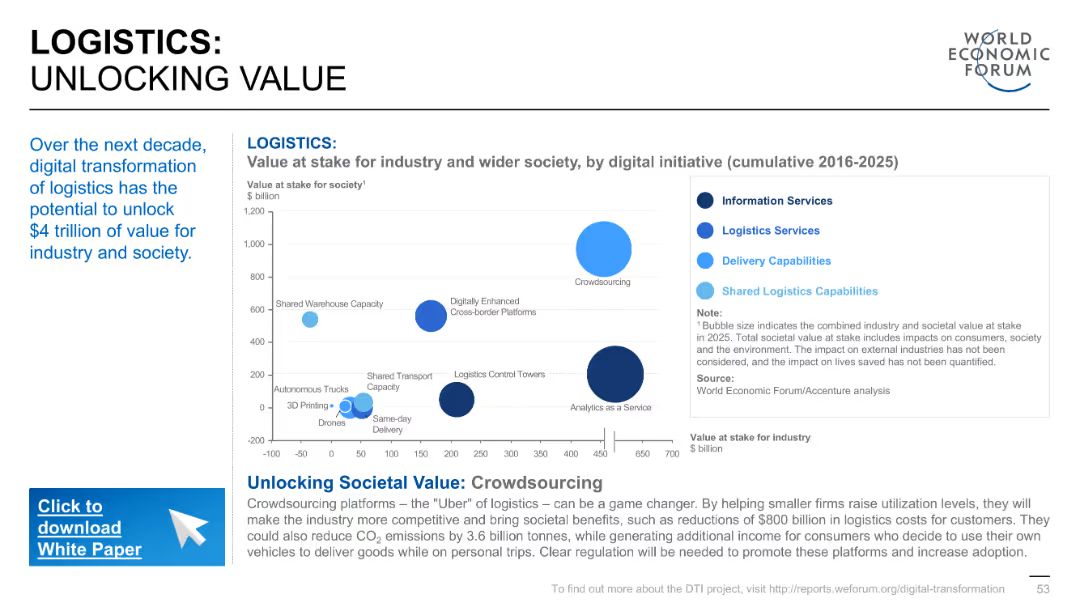 LOGISTICS:
UNLOCKING VALUE
WORLD
ECONOMIC
FORUM
Over the next decade,
digital transformation
of logistics has the
potential to unlock
$4 trillion of value for
industry and society.
Click to
download
White Paper
LOGISTICS:
Value at stake for industry and wider society, by digital initiative (cumulative 2016-2025)
Value at stake for society¹
$ billion
1,200
1.000
800
600
400
200
0
-200
-100
-50
0
50
100
150
200
250
300
350
400
450
650
700
Crowdsourcing
Shared Warehouse Capacity
Digitally Enhanced
Cross-border Platforms
Shared Transport
Capacity
Logistics Control Towers
Autonomous Trucks
3D Printing
Drones
Same-day
Delivery
Analytics as a Service
Value at stake for industry
$ billion
Information Services
Logistics Services
Delivery Capabilities
Shared Logistics Capabilities
Note:
¹ Bubble size indicates the combined industry and societal value at stake
in 2025. Total societal value at stake includes impacts on consumers, society
and the environment. The impact on external industries has not been
considered, and the impact on lives saved has not been quantified.
Source:
World Economic Forum/Accenture analysis
Unlocking Societal Value: Crowdsourcing
Crowdsourcing platforms – the "Uber" of logistics – can be a game changer. By helping smaller firms raise utilization levels, they will
make the industry more competitive and bring societal benefits, such as reductions of $800 billion in logistics costs for customers. They
could also reduce CO₂ emissions by 3.6 billion tonnes, while generating additional income for consumers who decide to use their own
vehicles to deliver goods while on personal trips. Clear regulation will be needed to promote these platforms and increase adoption.
To find out more about the DTI project, visit http://reports.weforum.org/digital-transformation
53